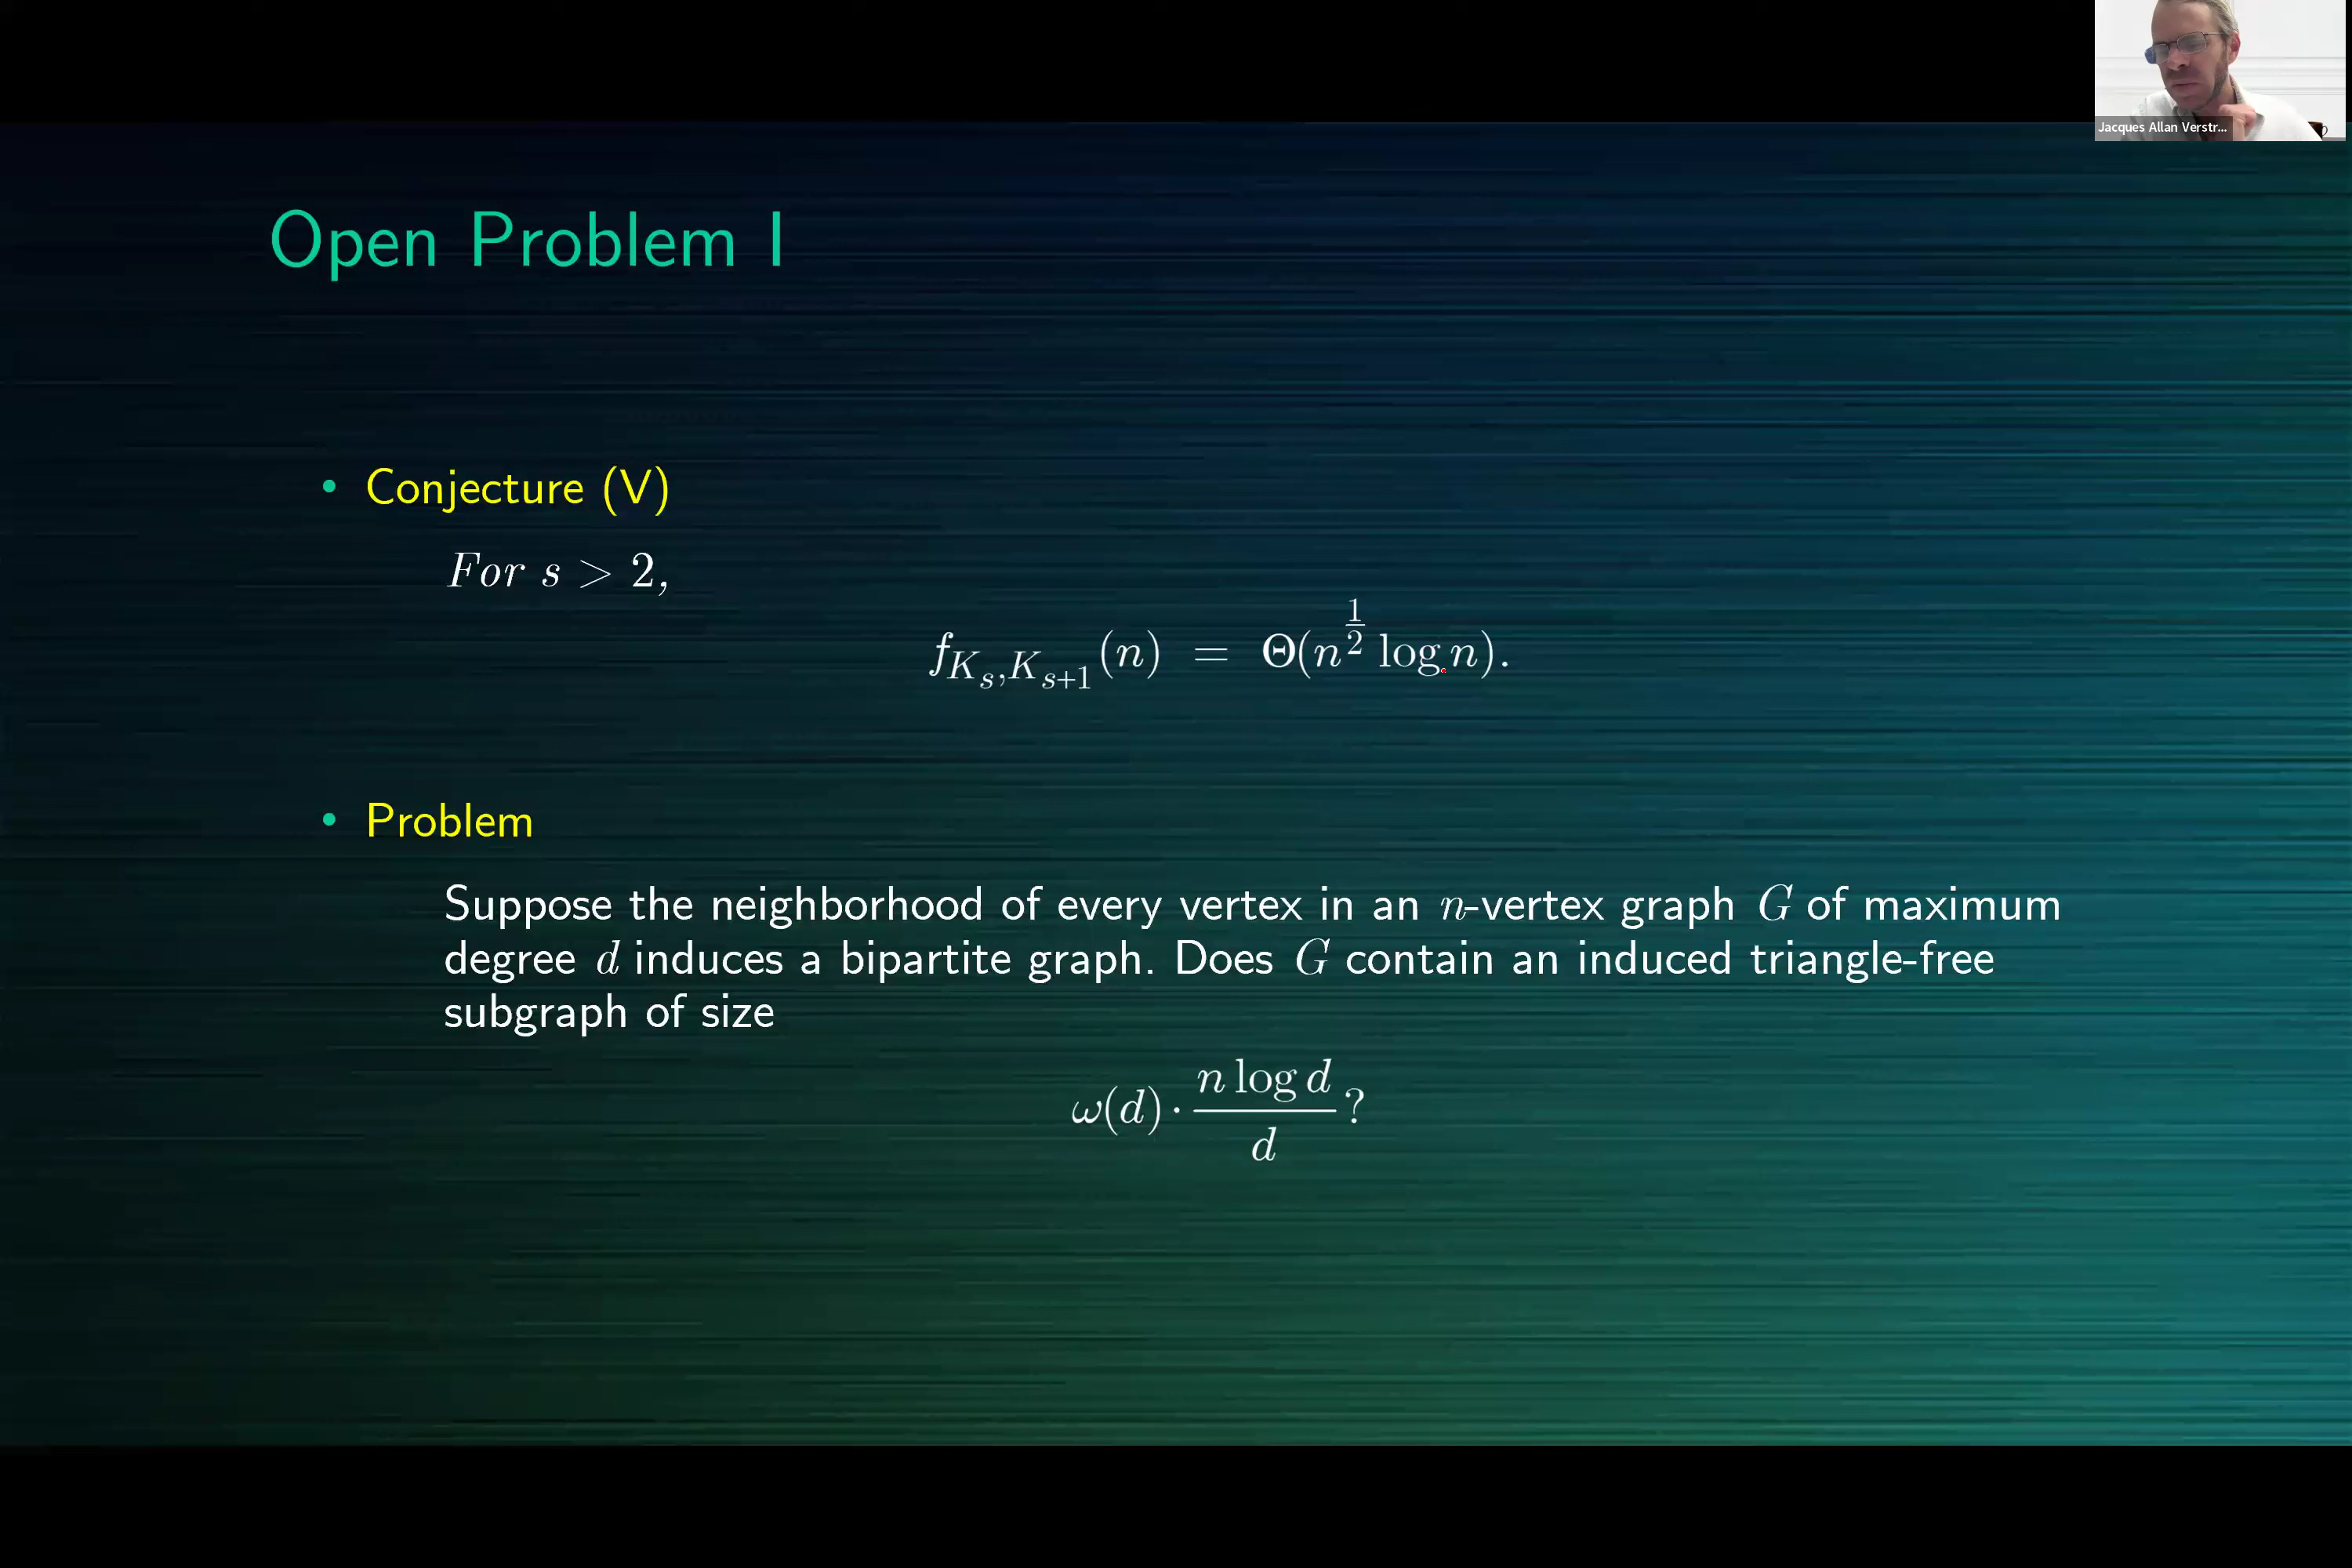 Jacques Allan Verstr...
Open Problem I
• Conjecture (V)
For s > 2,
f_{K_s,K_{s+1}}(n) = Θ(n^{1/2} log n).
• Problem
Suppose the neighborhood of every vertex in an n-vertex graph G of maximum
degree d induces a bipartite graph. Does G contain an induced triangle-free
subgraph of size
ω(d) · \frac{n log d}{d}?